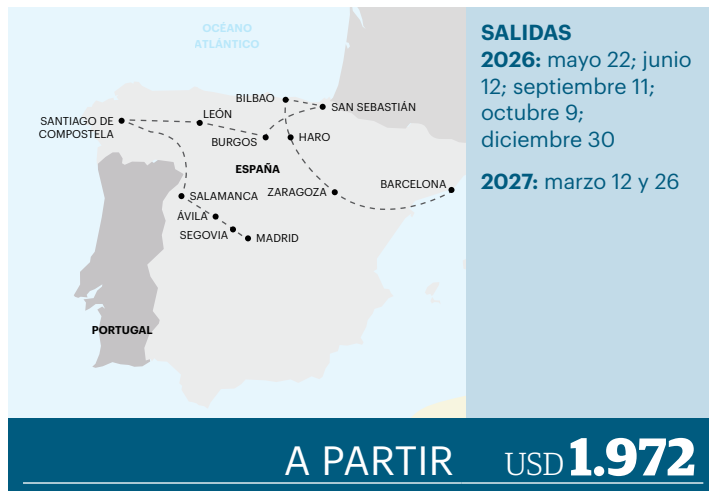 OCÉANO
ATLÁNTICO
BILBAO
SAN SEBASTIÁN
LEÓN
SANTIAGO DE
COMPOSTELA
BURGOS
HARO
ESPAÑA
BARCELONA
SALAMANCA
ZARAGOZA
ÁVILA
SEGOVIA
MADRID
PORTUGAL
SALIDAS
2026: mayo 22; junio
12; septiembre 11;
octubre 9;
diciembre 30
2027: marzo 12 y 26
A PARTIR USD 1.972